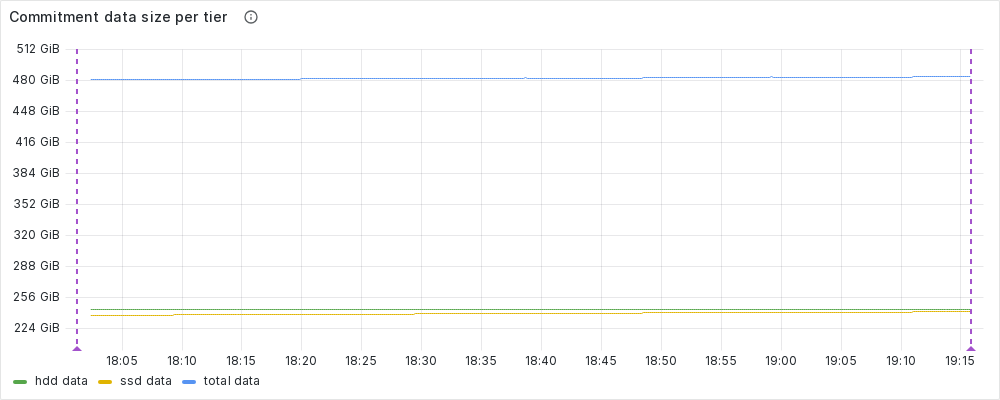 Commitment data size per tier
512 GiB
480 GiB
448 GiB
416 GiB
384 GiB
352 GiB
320 GiB
288 GiB
256 GiB
224 GiB
18:05 18:10 18:15 18:20 18:25 18:30 18:35 18:40 18:45 18:50 18:55 19:00 19:05 19:10 19:15
hdd data ssd data total data